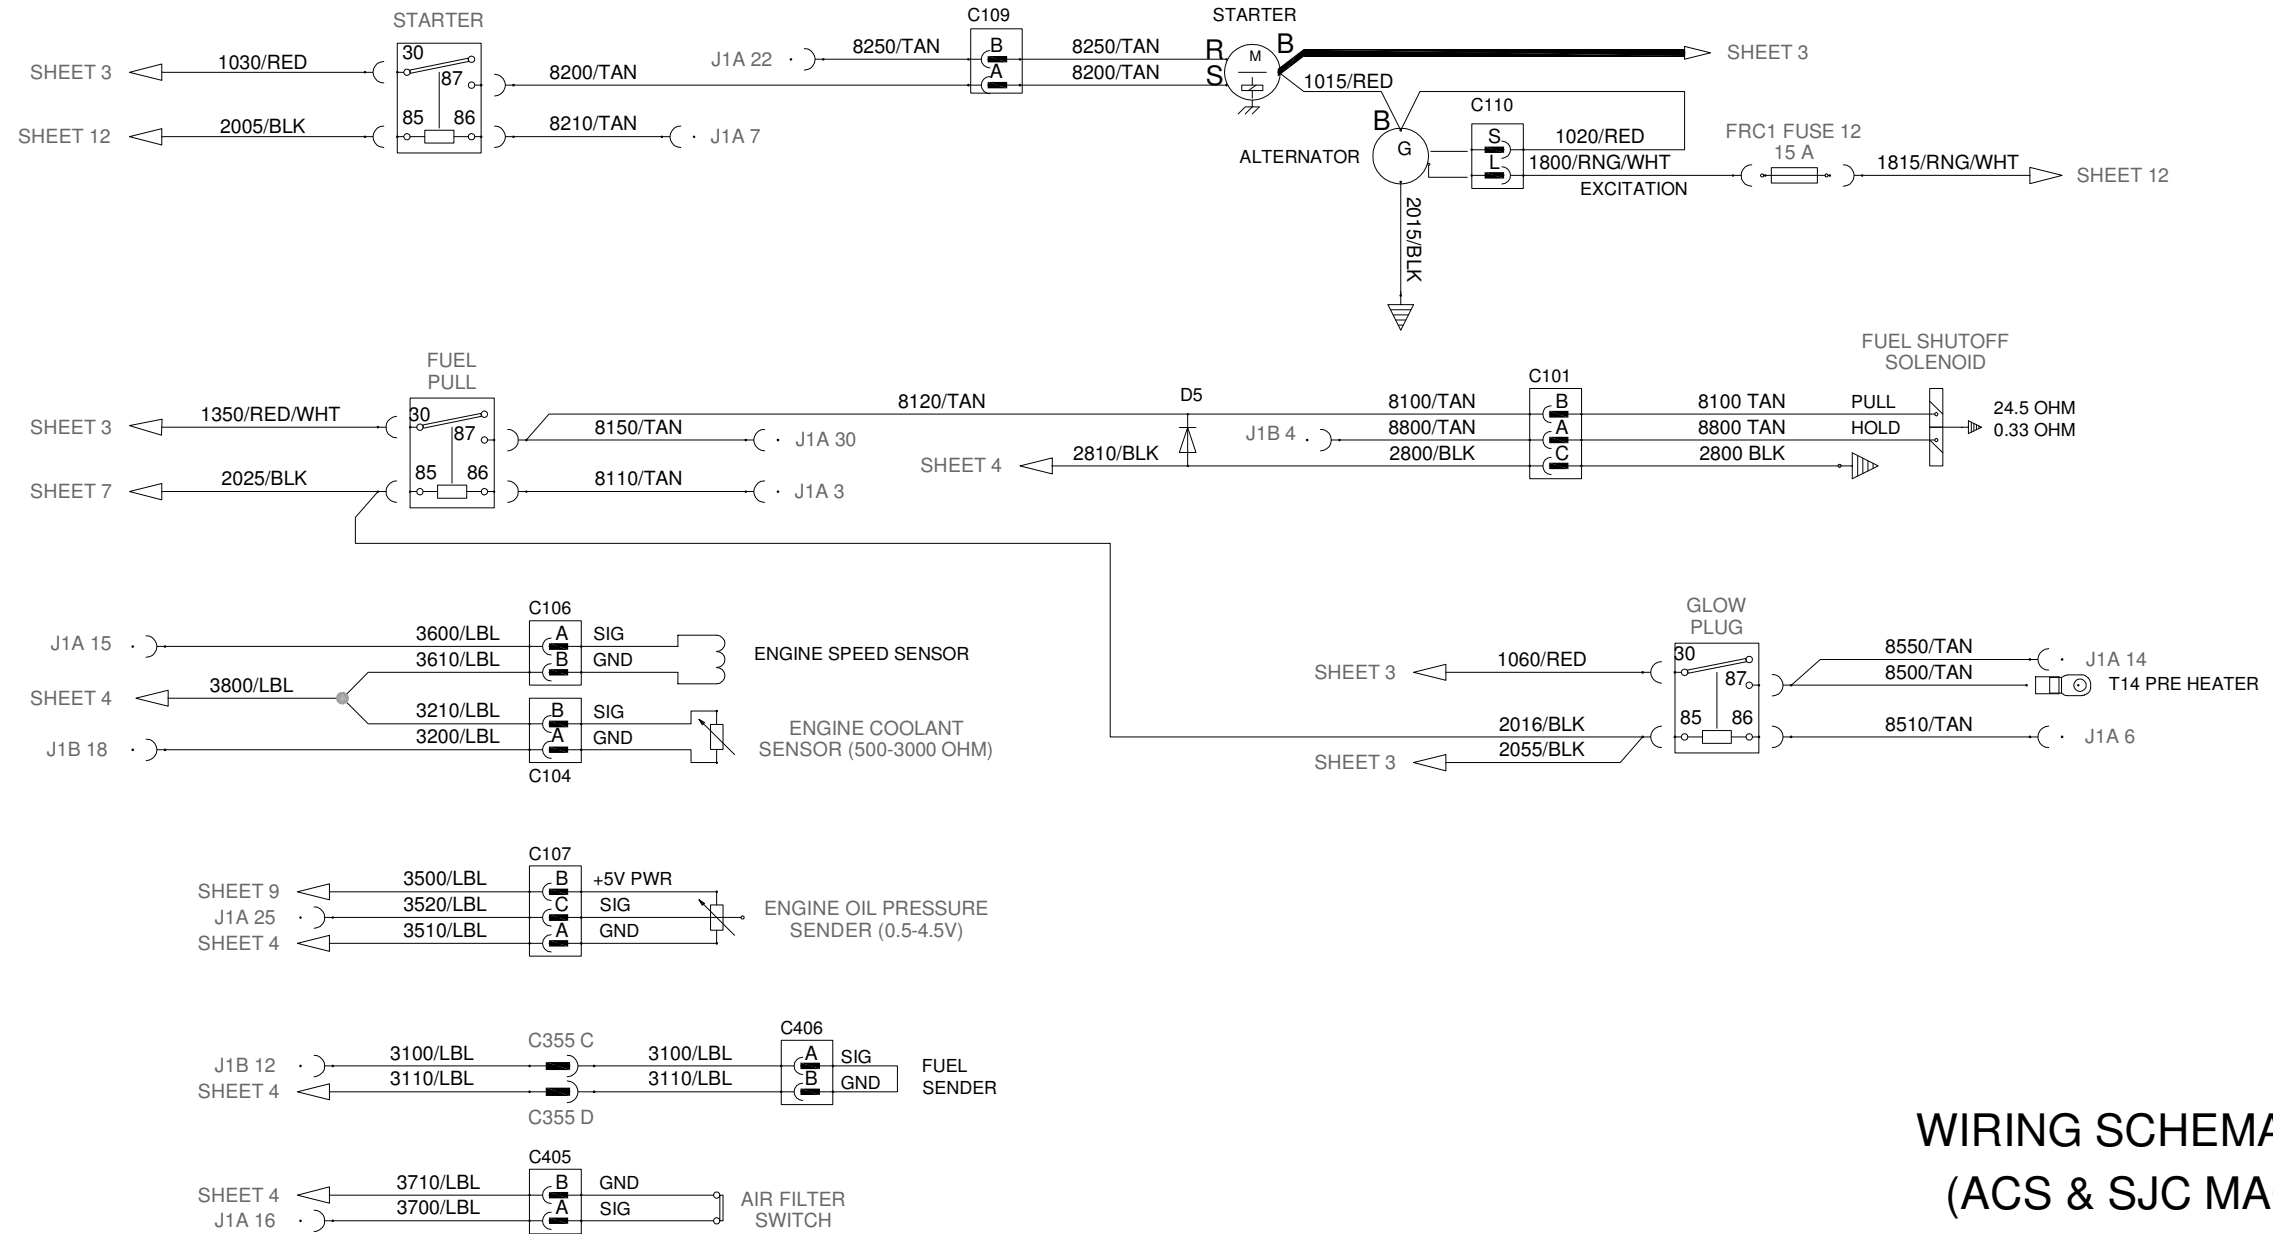 STARTER
C109
STARTER
SHEET 3
1030/RED
30
87
8200/TAN
J1A 22
8250/TAN
B
A
8250/TAN
8200/TAN
R
S
M
B
SHEET 3
1015/RED
SHEET 12
2005/BLK
85
86
8210/TAN
J1A 7
B
G
ALTERNATOR
C110
S
L
1020/RED
1800/RNG/WHT
EXCITATION
FRC1 FUSE 12
15 A
1815/RNG/WHT
SHEET 12
2015/BLK
FUEL
PULL
SHEET 3
1350/RED/WHT
30
87
8120/TAN
8150/TAN
J1A 30
D5
C101
FUEL SHUTOFF
SOLENOID
8100/TAN
B
8100 TAN
PULL
24.5 OHM
J1B 4
8800/TAN
A
8800 TAN
HOLD
0.33 OHM
SHEET 4
2810/BLK
2800/BLK
C
2800 BLK
SHEET 7
2025/BLK
85
86
8110/TAN
J1A 3
C106
J1A 15
3600/LBL
A
SIG
3610/LBL
B
GND
ENGINE SPEED SENSOR
SHEET 4
3800/LBL
3210/LBL
B
SIG
J1B 18
3200/LBL
A
GND
C104
ENGINE COOLANT
SENSOR (500-3000 OHM)
GLOW
PLUG
SHEET 3
1060/RED
30
87
8550/TAN
J1A 14
8500/TAN
T14 PRE HEATER
2016/BLK
85
86
8510/TAN
J1A 6
SHEET 3
2055/BLK
C107
SHEET 9
3500/LBL
B
+5V PWR
J1A 25
3520/LBL
C
SIG
SHEET 4
3510/LBL
A
GND
ENGINE OIL PRESSURE
SENDER (0.5-4.5V)
C355 C
C406
J1B 12
3100/LBL
3100/LBL
A
SIG
SHEET 4
3110/LBL
3110/LBL
B
GND
FUEL
SENDER
C355 D
C405
SHEET 4
3710/LBL
B
GND
J1A 16
3700/LBL
A
SIG
AIR FILTER
SWITCH
WIRING SCHEMA
(ACS & SJC MA